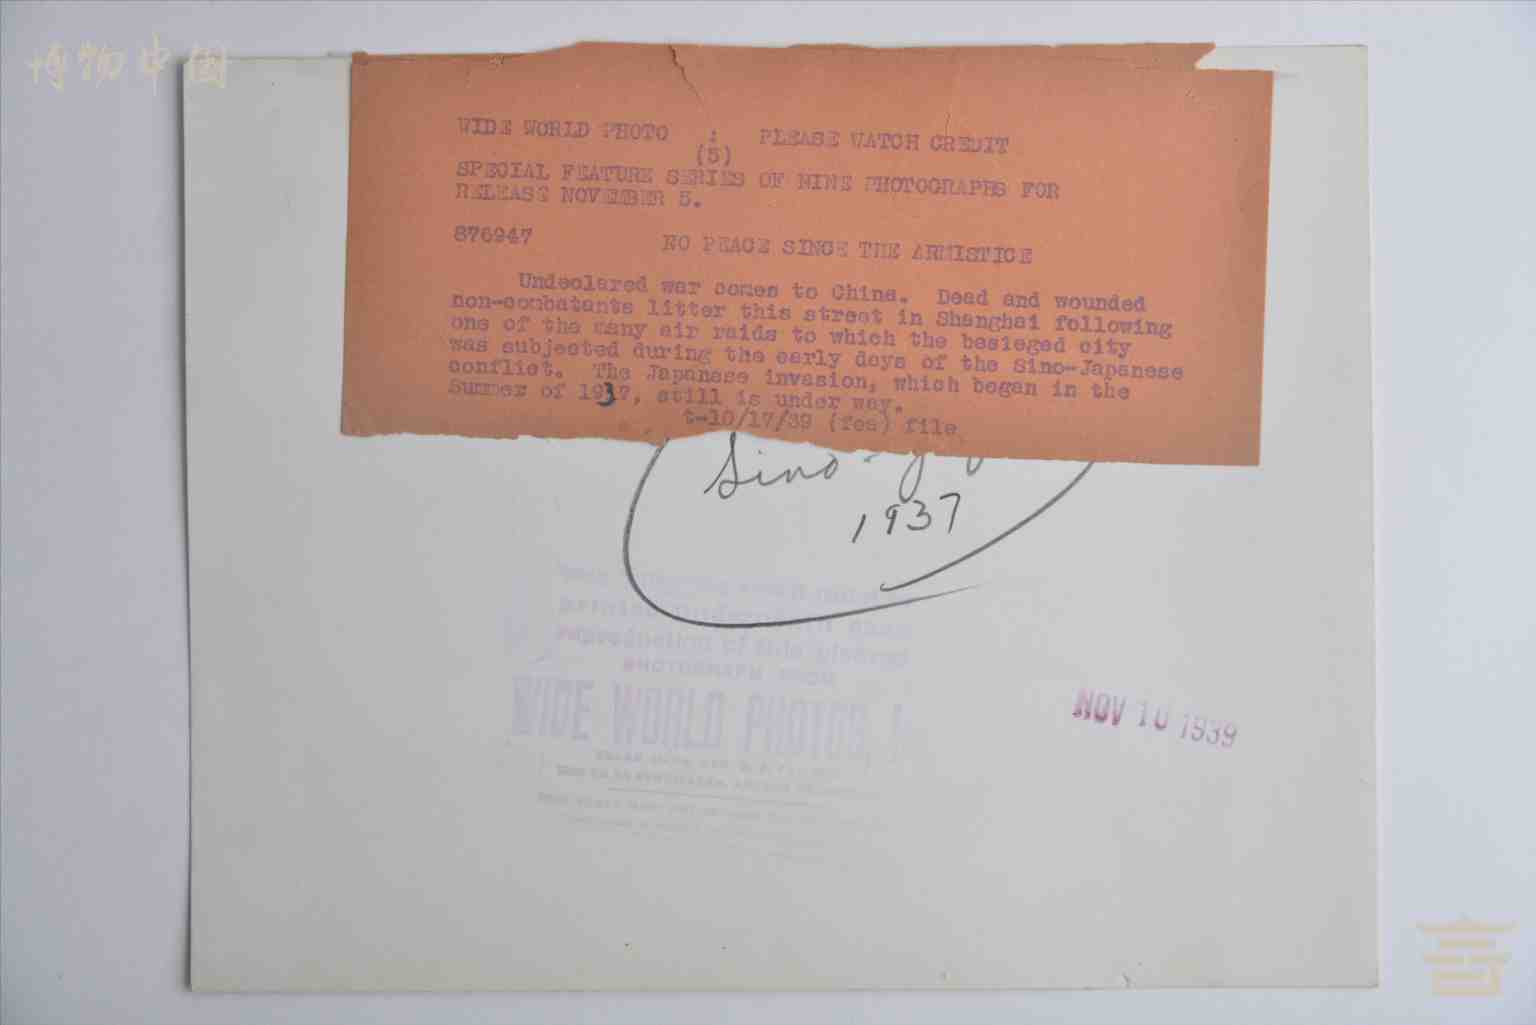 博物中国
WIDE WORLD PHOTO : PLEASE WATCH CREDIT
(5)
SPECIAL FEATURE SERIES OF NINE PHOTOGRAPHS FOR
RELEASE NOVEMBER 5.
876947 NO PEACE SINCE THE ARMISTICE
Undeclared war comes to China. Dead and wounded
non-combatants litter this street in Shanghai following
one of the many air raids to which the besieged city
was subjected during the early days of the Sino-Japanese
conflict. The Japanese invasion, which began in the
Summer of 1937, still is under way.
t-10/17/39 (fes) file
Sino-
1937
reproduction of this
PHOTOGRAPH FROM
WIDE WORLD PHOTOS,
NOV 10 1939